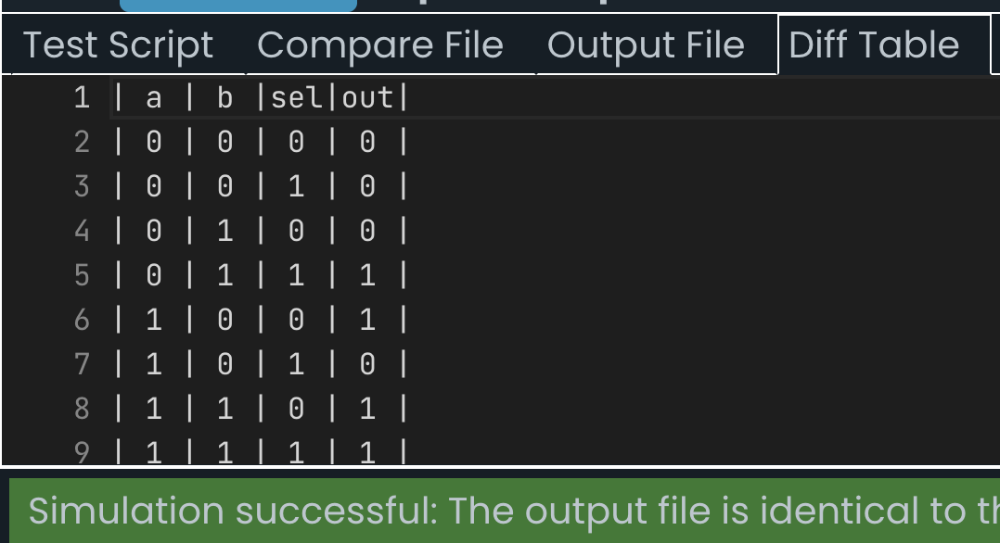 Test Script Compare File Output File Diff Table
1 | a | b |sel|out|
2 | 0 | 0 | 0 | 0 |
3 | 0 | 0 | 1 | 0 |
4 | 0 | 1 | 0 | 0 |
5 | 0 | 1 | 1 | 1 |
6 | 1 | 0 | 0 | 1 |
7 | 1 | 0 | 1 | 0 |
8 | 1 | 1 | 0 | 1 |
9 | 1 | 1 | 1 | 1 |
Simulation successful: The output file is identical to